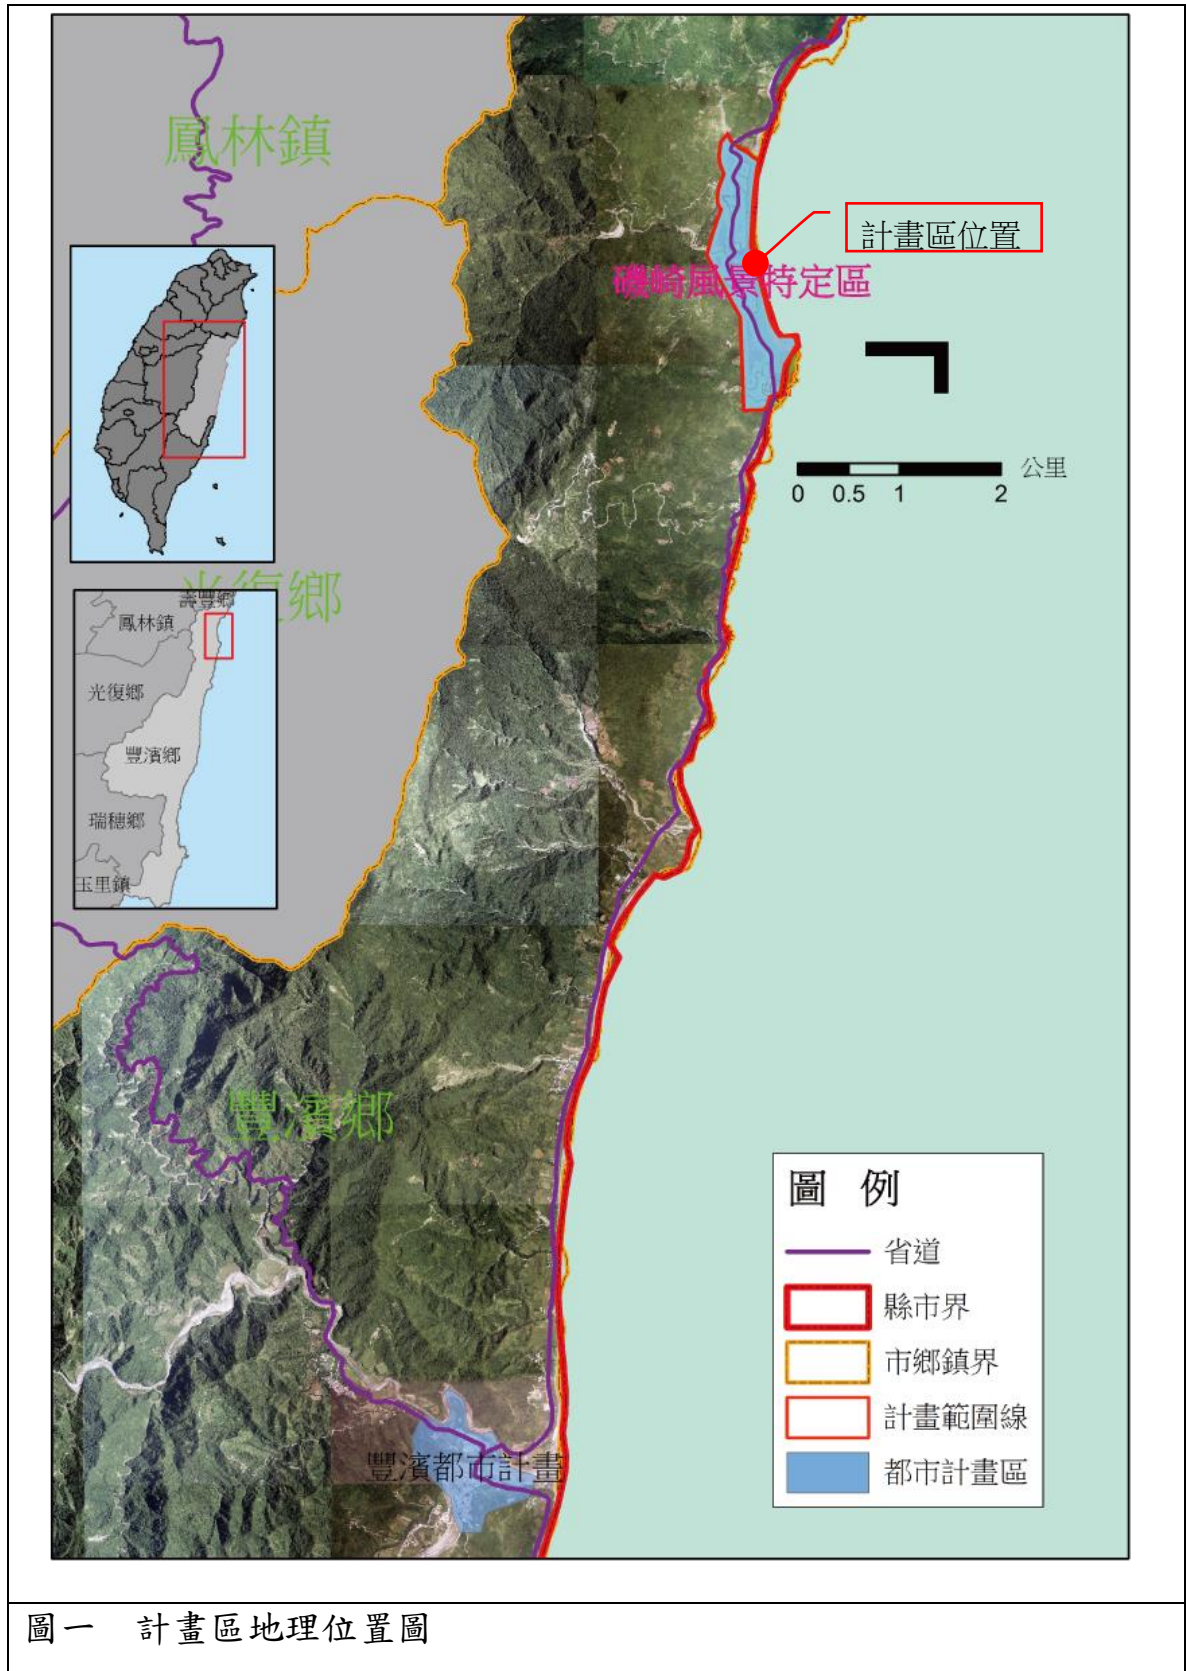 鳳林鎮
計畫區位置
磯崎風景特定區
公里
0 0.5 1 2
光復鄉
壽豐鄉
鳳林鎮
光復鄉
豐濱鄉
瑞穗鄉
玉里鎮
豐濱鄉
圖 例
省道
縣市界
市鄉鎮界
計畫範圍線
都市計畫區
豐濱都市計畫
圖一 計畫區地理位置圖